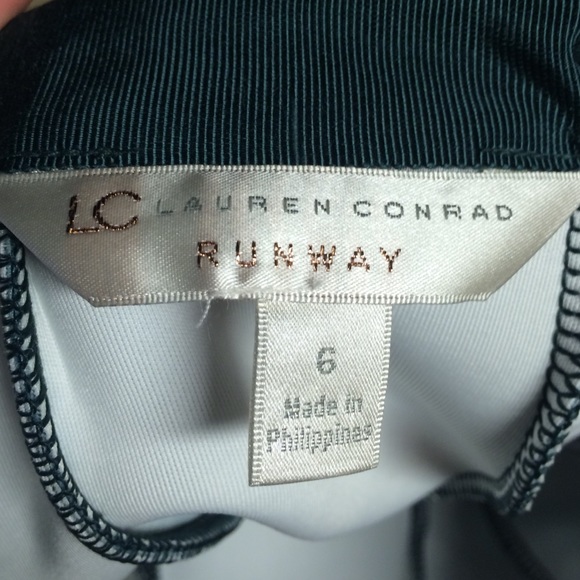 LC LAUREN CONRAD
RUNWAY
6
Made in
Philippines